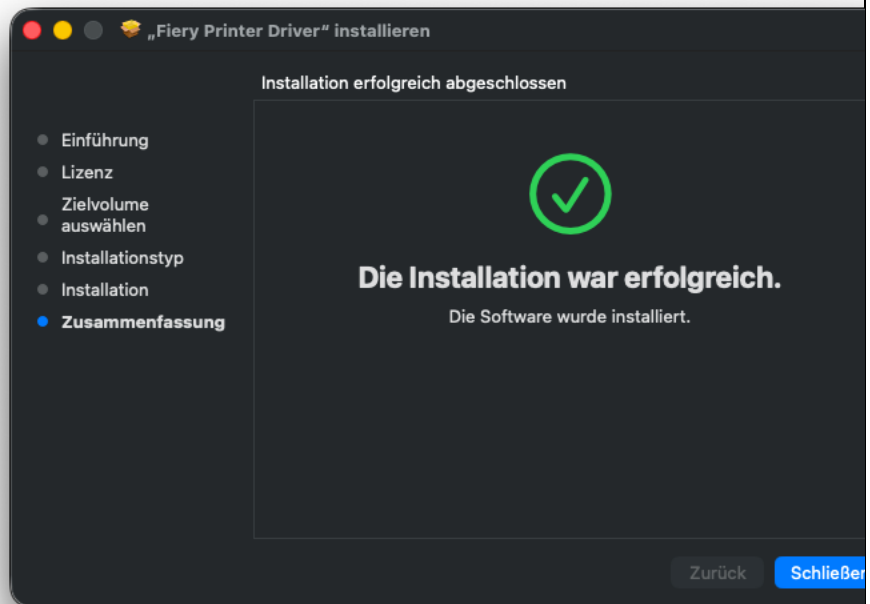 „Fiery Printer Driver“ installieren
Installation erfolgreich abgeschlossen
Einführung
Lizenz
Zielvolume
auswählen
Installationstyp
Installation
Zusammenfassung
Die Installation war erfolgreich.
Die Software wurde installiert.
Zurück
Schließen